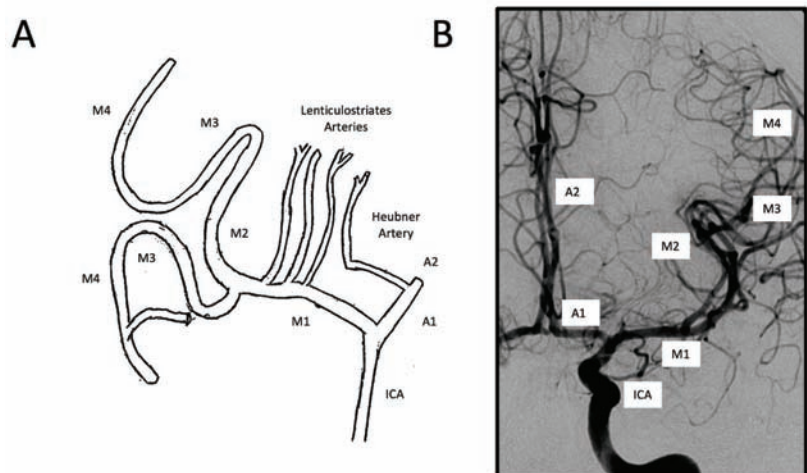 A
M4
M3
Lenticulostriates
Arteries
Heubner
Artery
M2
A2
M3
M4
M1
A1
ICA
B
M4
A2
M3
M2
A1
M1
ICA